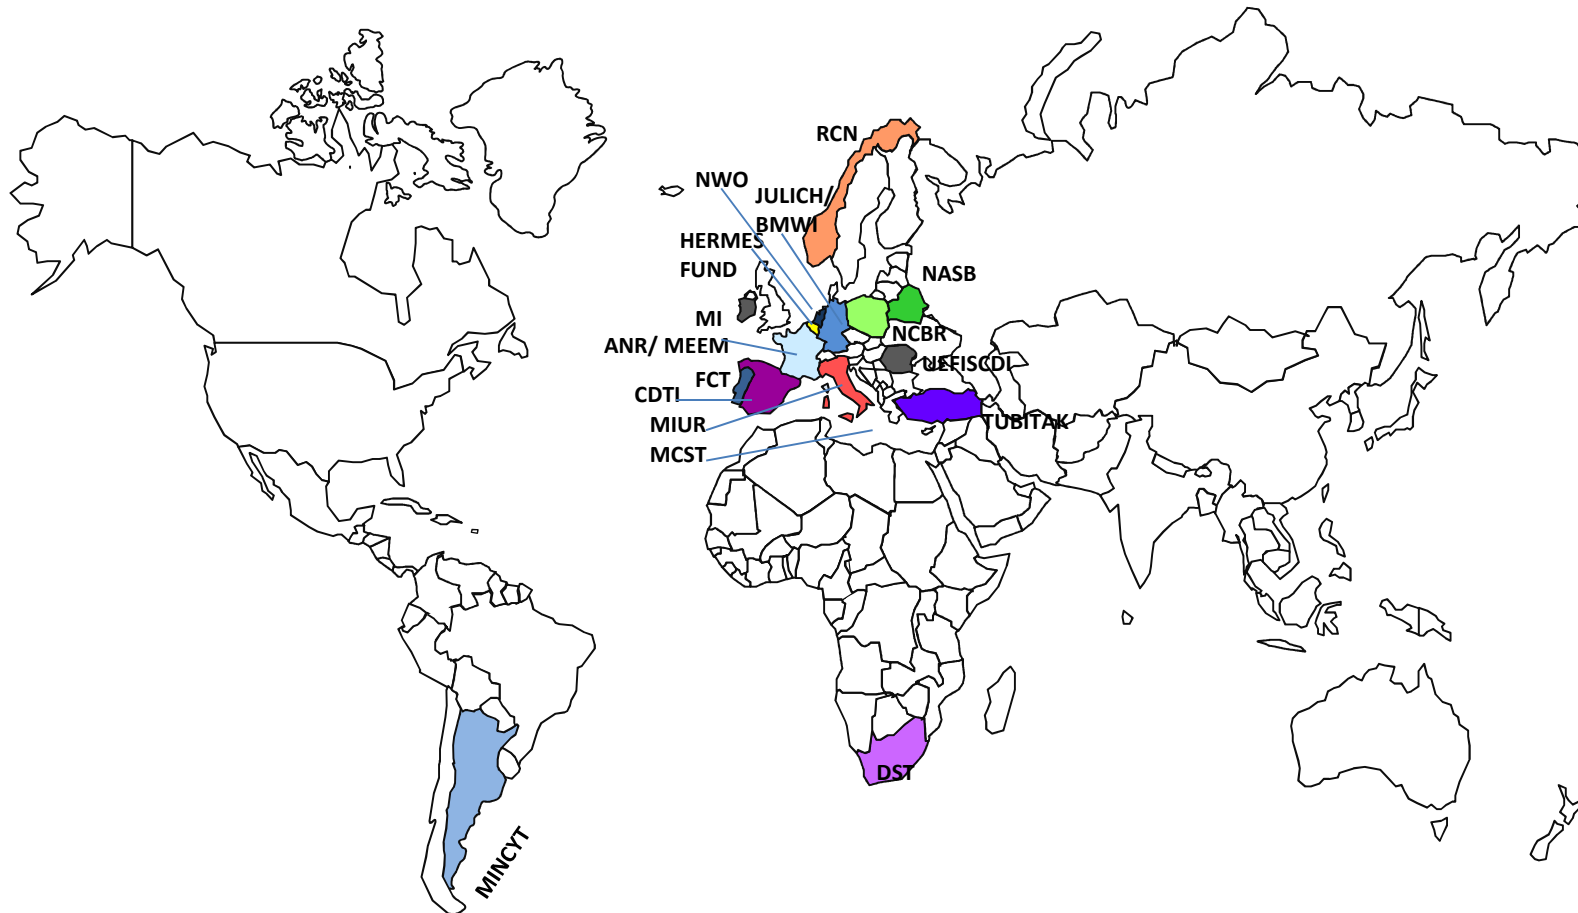 RCN
NWO
JULICH/
BMWI
HERMES
FUND
NASB
MI
NCBR
ANR/ MEEM
UEFISCDI
FCT
CDTI
MIUR
TUBITAK
MCST
DST
MINCYT